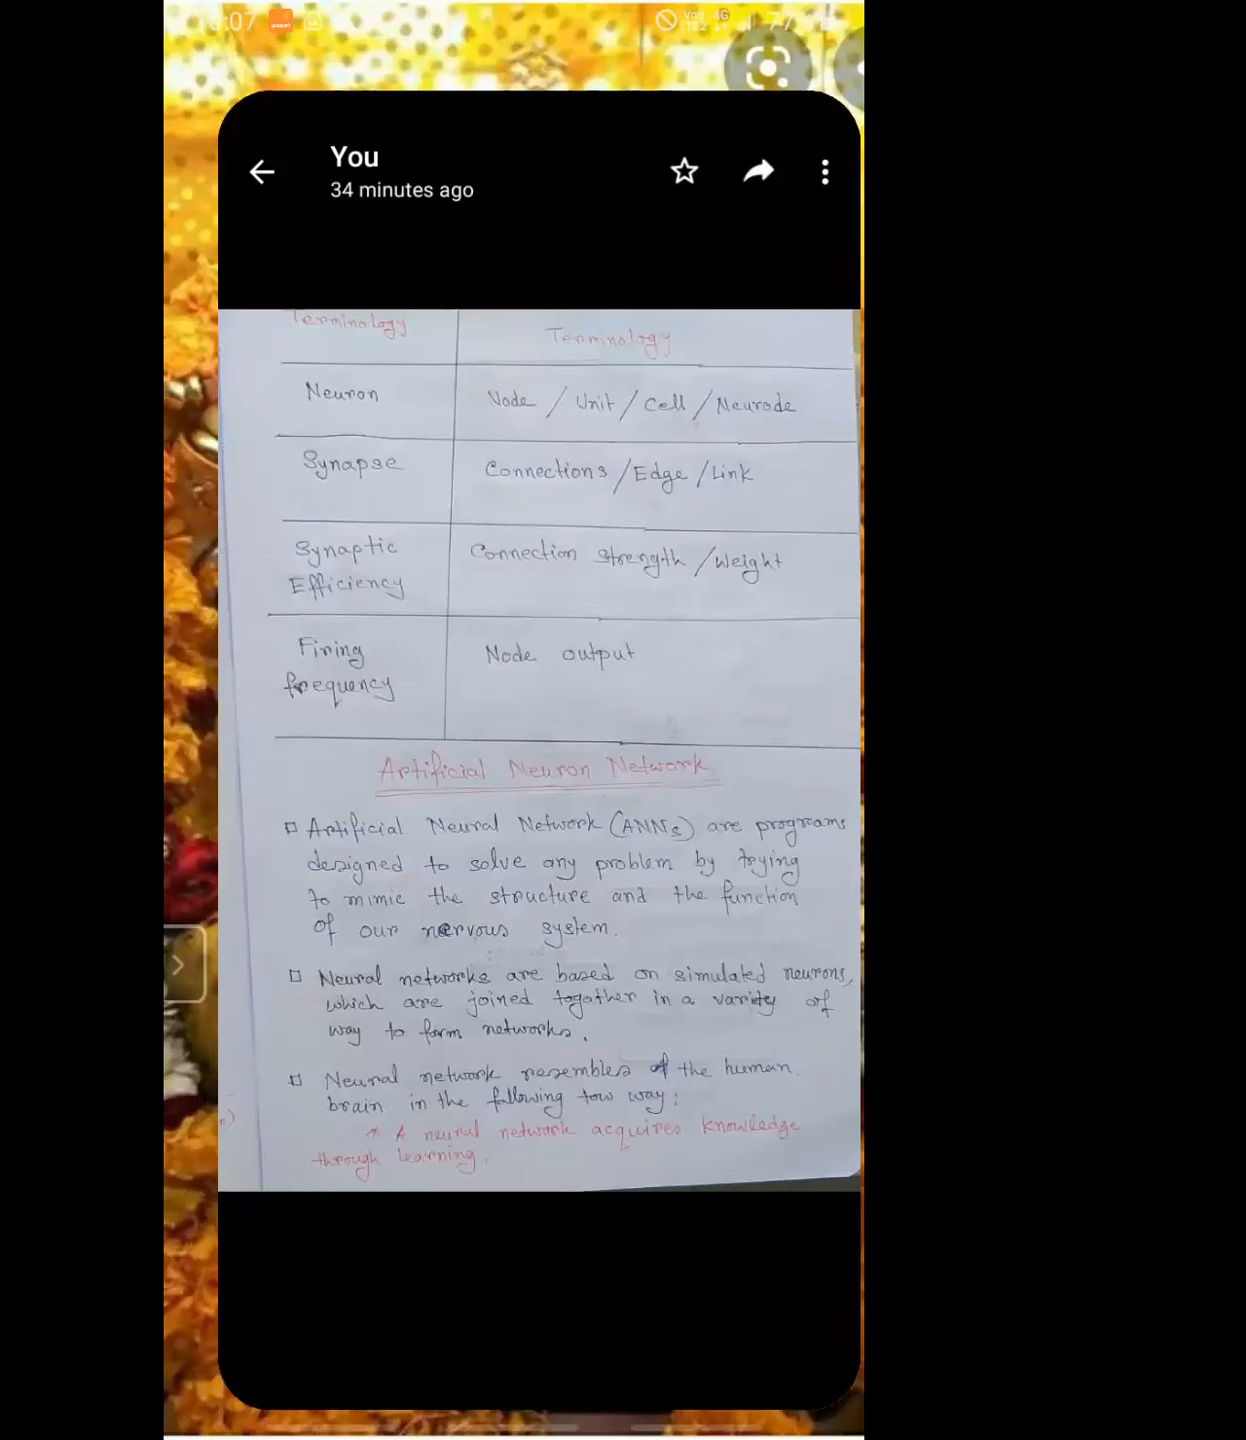 You
34 minutes ago
Terminology Terminology
Neuron Node / Unit / Cell / Neurode
Synapse Connections / Edge / Link
Synaptic Connection strength / Weight
Efficiency
Firing Node output
frequency
Artificial Neuron Network
Artificial Neural Network (ANNs) are programs
designed to solve any problem by trying
to mimic the structure and the function
of our nervous system.
Neural networks are based on simulated neurons,
which are joined together in a varity of
way to form networks.
Neural network resembles the human
brain in the following tow way:
* A neural network acquires knowledge
through learning.